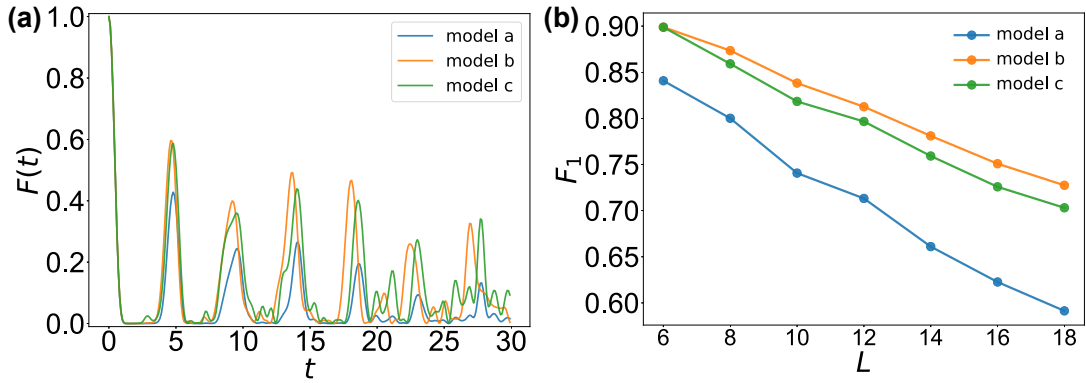 (a)
F(t)
1.0
0.8
0.6
0.4
0.2
0.0
0 5 10 15 20 25 30
t
model a
model b
model c
(b)
F₁
0.90
0.85
0.80
0.75
0.70
0.65
0.60
6 8 10 12 14 16 18
L
model a
model b
model c